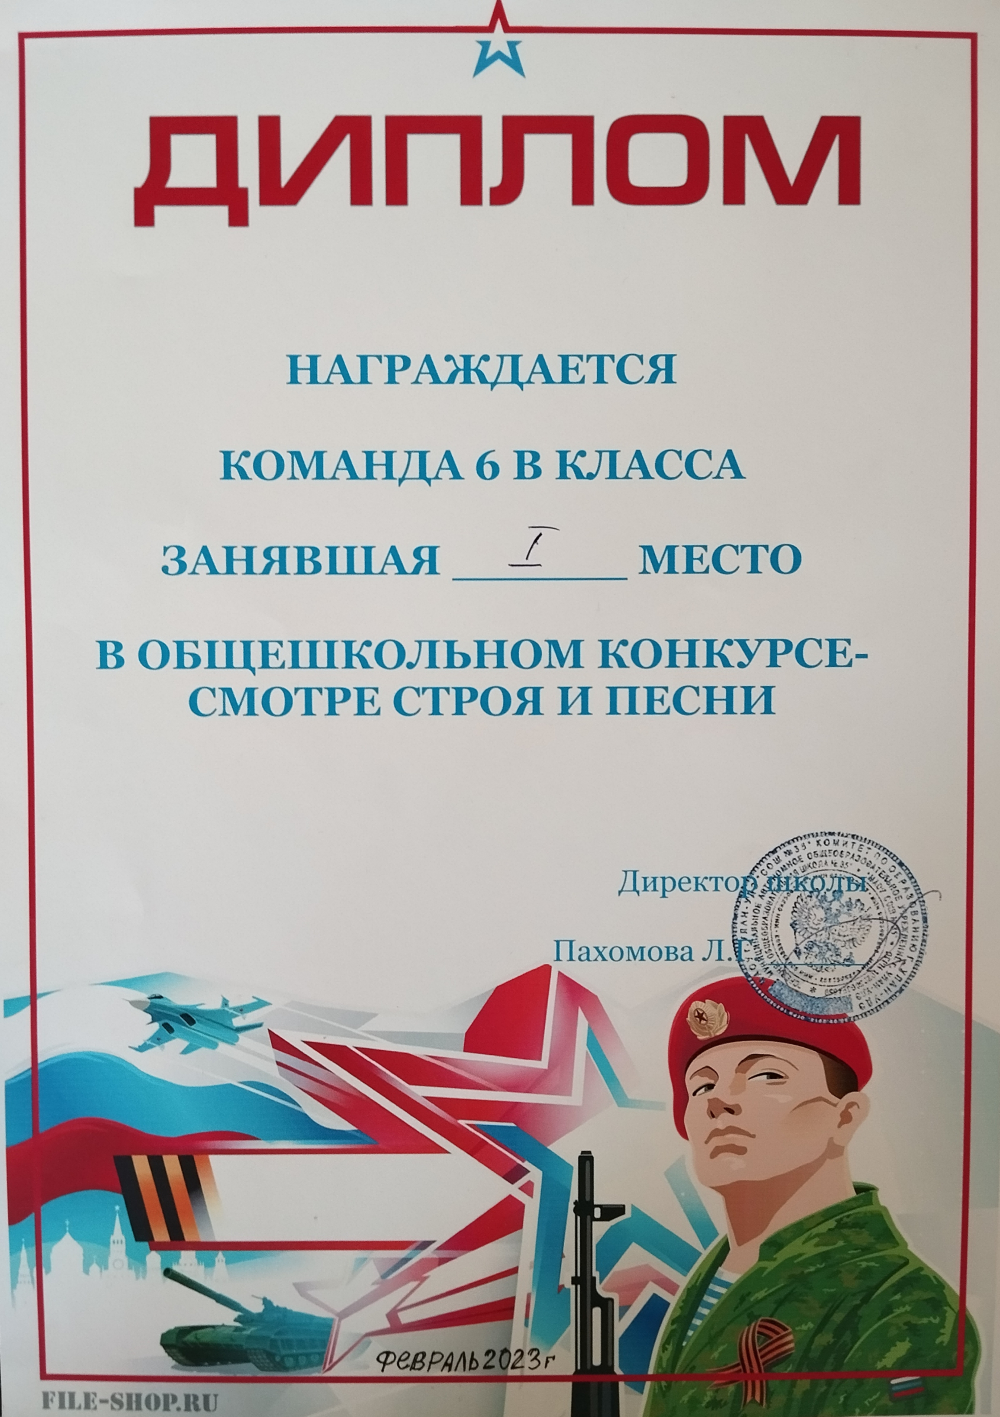 ДИПЛОМ
НАГРАЖДАЕТСЯ
КОМАНДА 6 В КЛАССА
ЗАНЯВШАЯ I МЕСТО
В ОБЩЕШКОЛЬНОМ КОНКУРСЕ-
СМОТРЕ СТРОЯ И ПЕСНИ
Директор школы
Пахомова Л.
ФЕВРАЛЬ 2023г
FILE-SHOP.RU